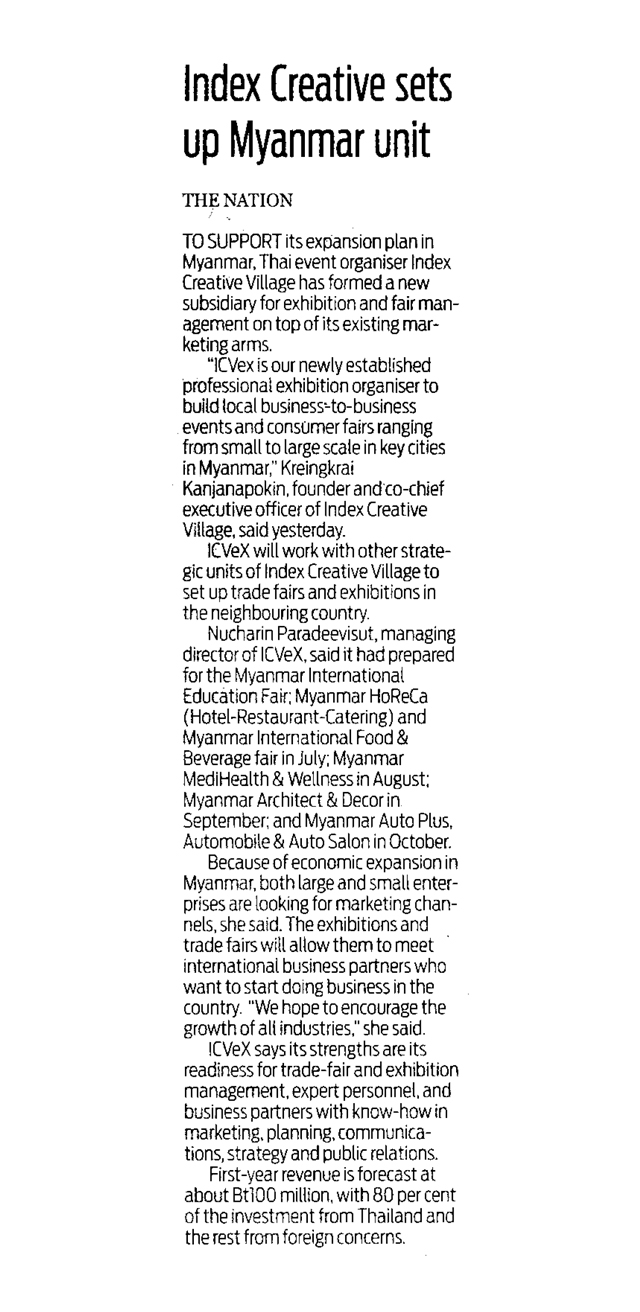 Index Creative sets
up Myanmar unit
THE NATION
TO SUPPORT its expansion plan in
Myanmar, Thai event organiser Index
Creative Village has formed a new
subsidiary for exhibition and fair man-
agement on top of its existing mar-
keting arms.
"ICVex is our newly established
professional exhibition organiser to
build local business-to-business
events and consumer fairs ranging
from small to large scale in key cities
in Myanmar," Kreingkrai
Kanjanapokin, founder and co-chief
executive officer of Index Creative
Village, said yesterday.
ICVeX will work with other strate-
gic units of Index Creative Village to
set up trade fairs and exhibitions in
the neighbouring country.
Nucharin Paradeevisut, managing
director of ICVeX, said it had prepared
for the Myanmar International
Education Fair; Myanmar HoReCa
(Hotel-Restaurant-Catering) and
Myanmar International Food &
Beverage fair in July; Myanmar
MediHealth & Wellness in August;
Myanmar Architect & Decor in
September; and Myanmar Auto Plus,
Automobile & Auto Salon in October.
Because of economic expansion in
Myanmar, both large and small enter-
prises are looking for marketing chan-
nels, she said. The exhibitions and
trade fairs will allow them to meet
international business partners who
want to start doing business in the
country. "We hope to encourage the
growth of all industries," she said.
ICVeX says its strengths are its
readiness for trade-fair and exhibition
management, expert personnel, and
business partners with know-how in
marketing, planning, communica-
tions, strategy and public relations.
First-year revenue is forecast at
about Bt100 million, with 80 per cent
of the investment from Thailand and
the rest from foreign concerns.